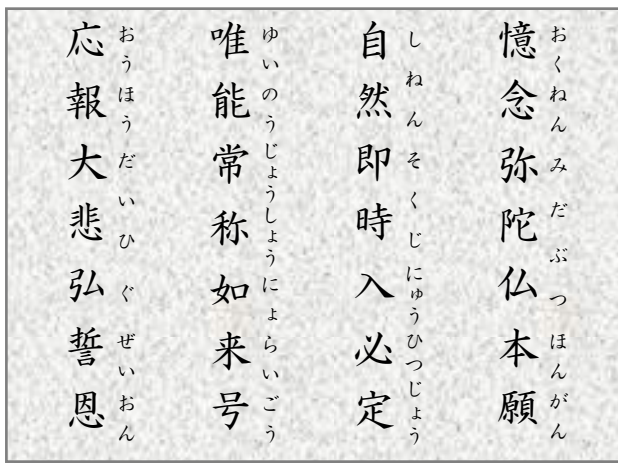 憶念弥陀仏本願
おくねんみだぶつほんがん
自然即時入必定
しねんそくじにゅうひつじょう
唯能常称如来号
ゆいのうじょうしょうにょらいごう
応報大悲弘誓恩
おうほうだいひぐぜいおん